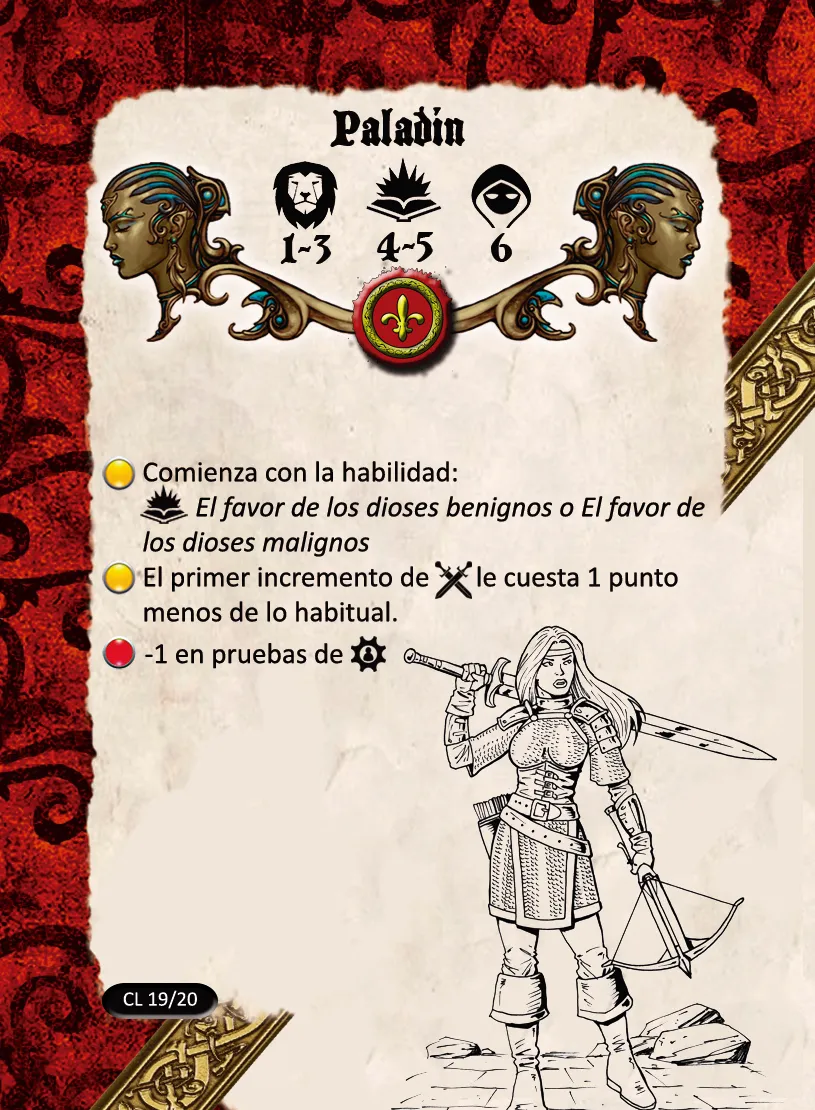 Paladin
1~3 4~5 6
Comienza con la habilidad:
El favor de los dioses benignos o El favor de
los dioses malignos
El primer incremento de le cuesta 1 punto
menos de lo habitual.
-1 en pruebas de
CL 19/20